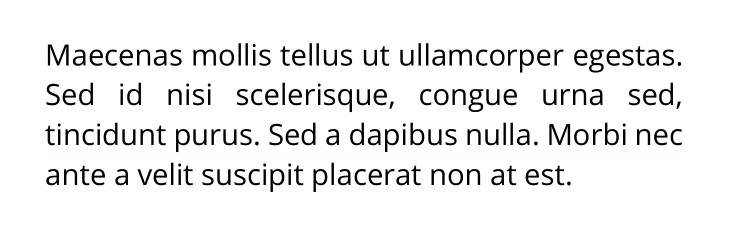 Maecenas mollis tellus ut ullamcorper egestas.
Sed id nisi scelerisque, congue urna sed,
tincidunt purus. Sed a dapibus nulla. Morbi nec
ante a velit suscipit placerat non at est.